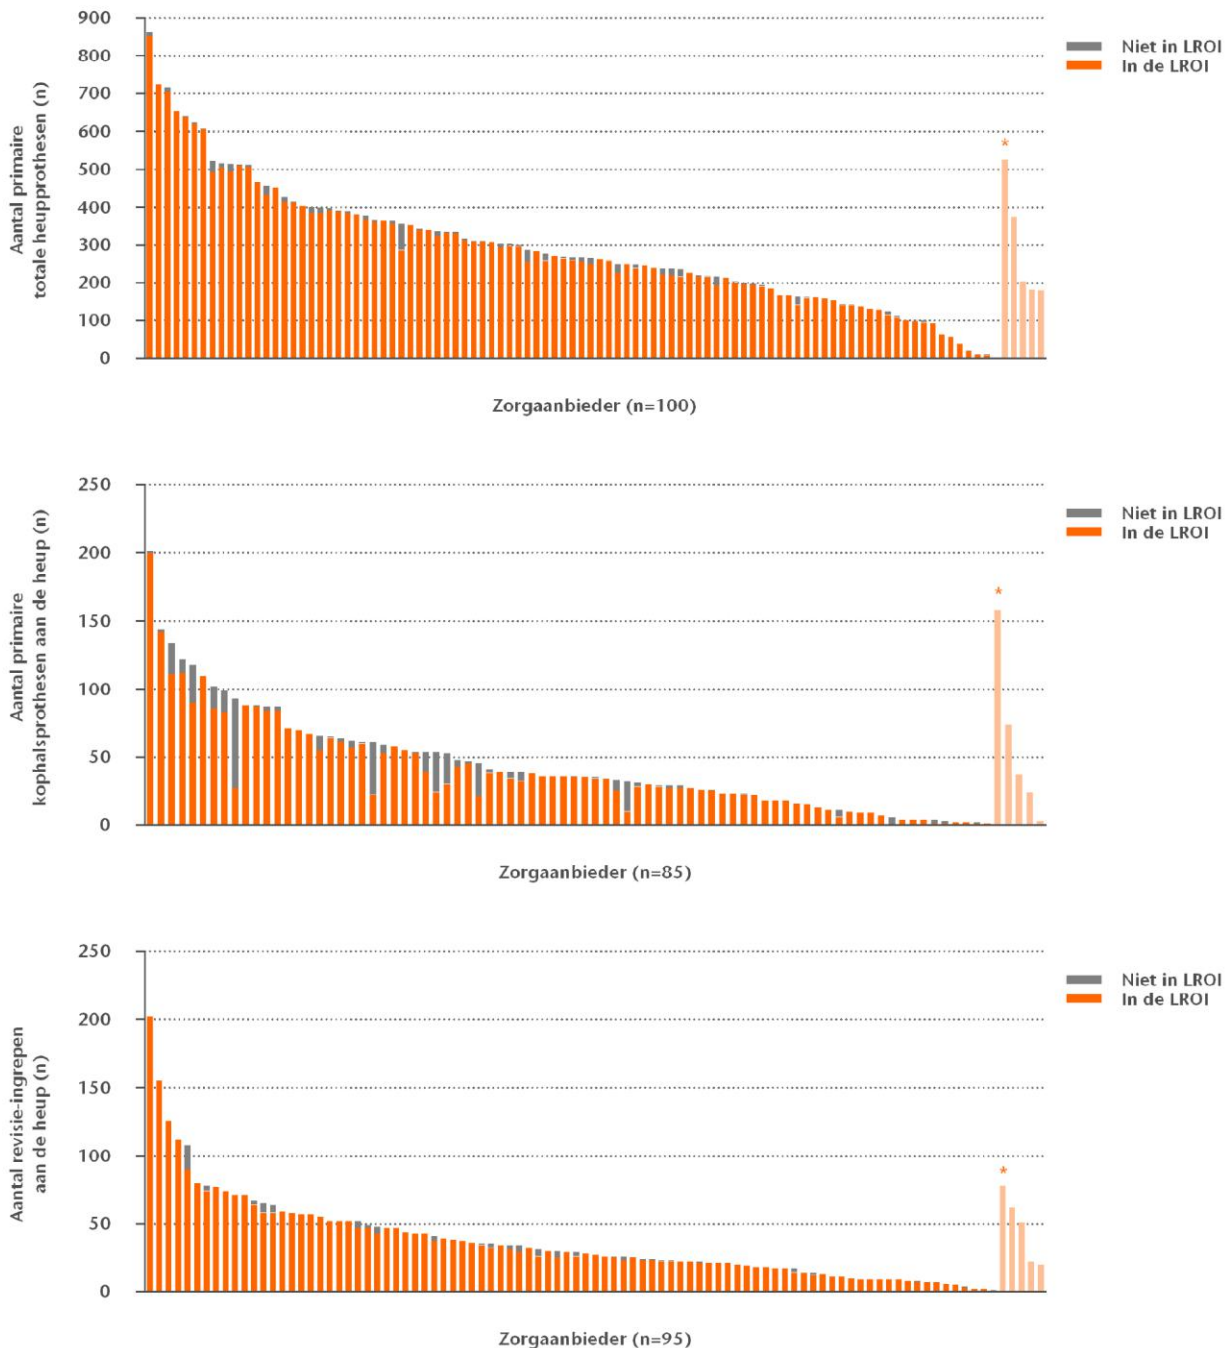 900
800
700
600
500
400
300
200
100
0
Aantal primaire
totale heupprothesen (n)
Niet in LROI
In de LROI
*
Zorgaanbieder (n=100)
250
200
150
100
50
0
Aantal primaire
kophalsprothesen aan de heup (n)
Niet in LROI
In de LROI
*
Zorgaanbieder (n=85)
250
200
150
100
50
0
Aantal revisie-ingrepen
aan de heup (n)
Niet in LROI
In de LROI
*
Zorgaanbieder (n=95)